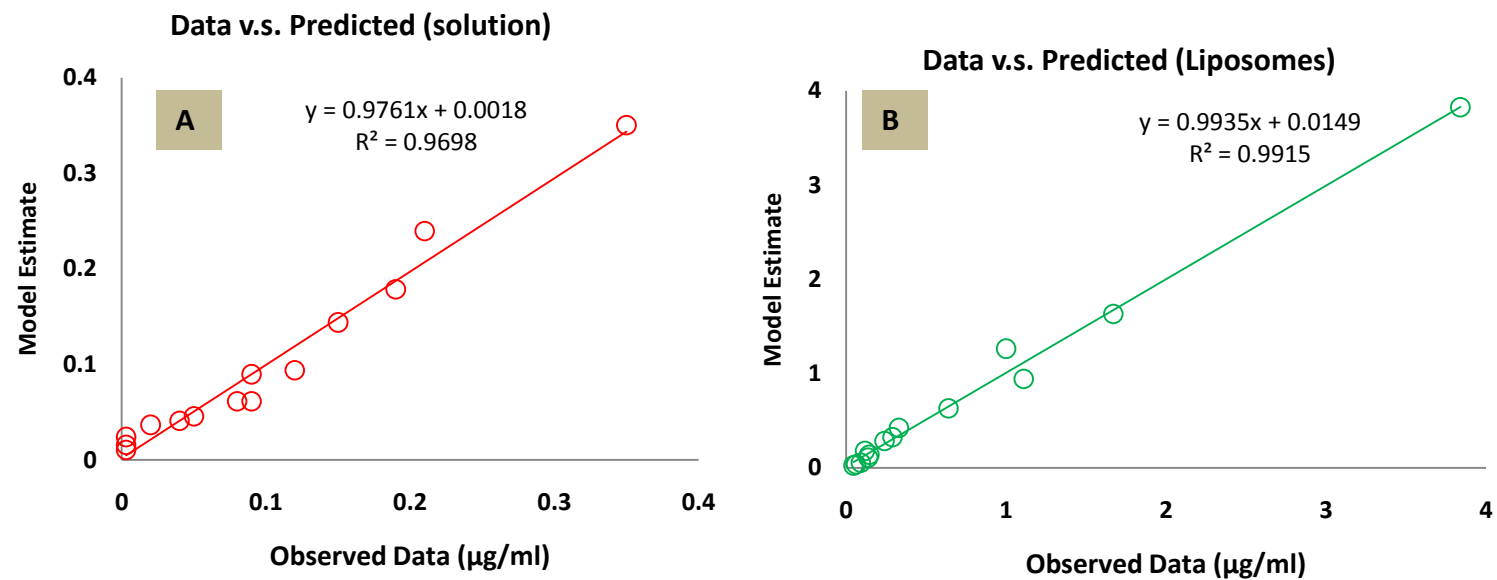 Data v.s. Predicted (solution)
A
y = 0.9761x + 0.0018
R² = 0.9698
Model Estimate
0.4
0.3
0.2
0.1
0
0 0.1 0.2 0.3 0.4
Observed Data (µg/ml)
Data v.s. Predicted (Liposomes)
B
y = 0.9935x + 0.0149
R² = 0.9915
Model Estimate
4
3
2
1
0
0 1 2 3 4
Observed Data (µg/ml)